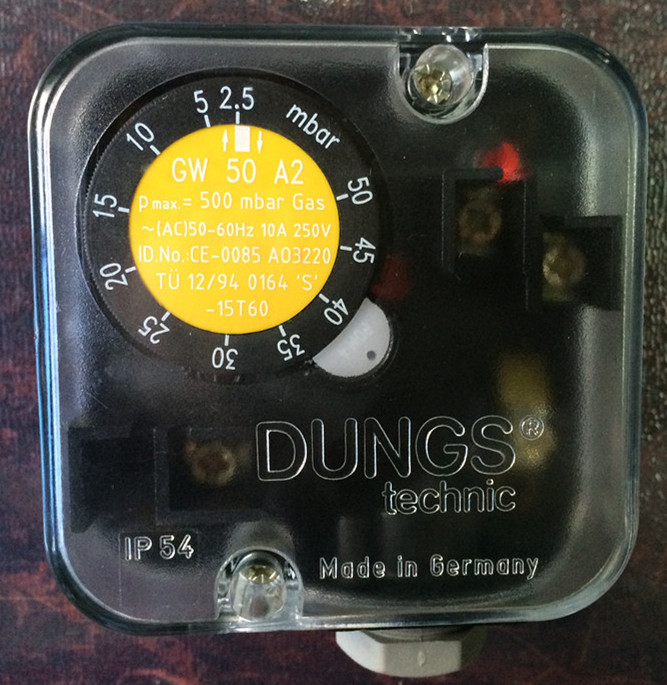 5 2.5 mbar
10
15
20
25
30
35
40
45
50
GW 50 A2
pmax.= 500 mbar Gas
~(AC)50-60Hz 10A 250V
ID.No.:CE-0085 AO3220
TÜ 12/94 0164 'S'
-15T60
DUNGS®
technic
IP 54
Made in Germany